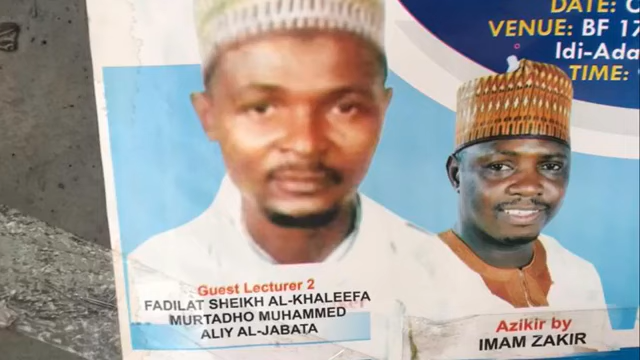 DATE:
VENUE: BF 17
Idi-Ada
TIME:
Guest Lecturer 2
FADILAT SHEIKH AL-KHALEEFA
MURTADHO MUHAMMED
ALIY AL-JABATA
Azikir by
IMAM ZAKIR